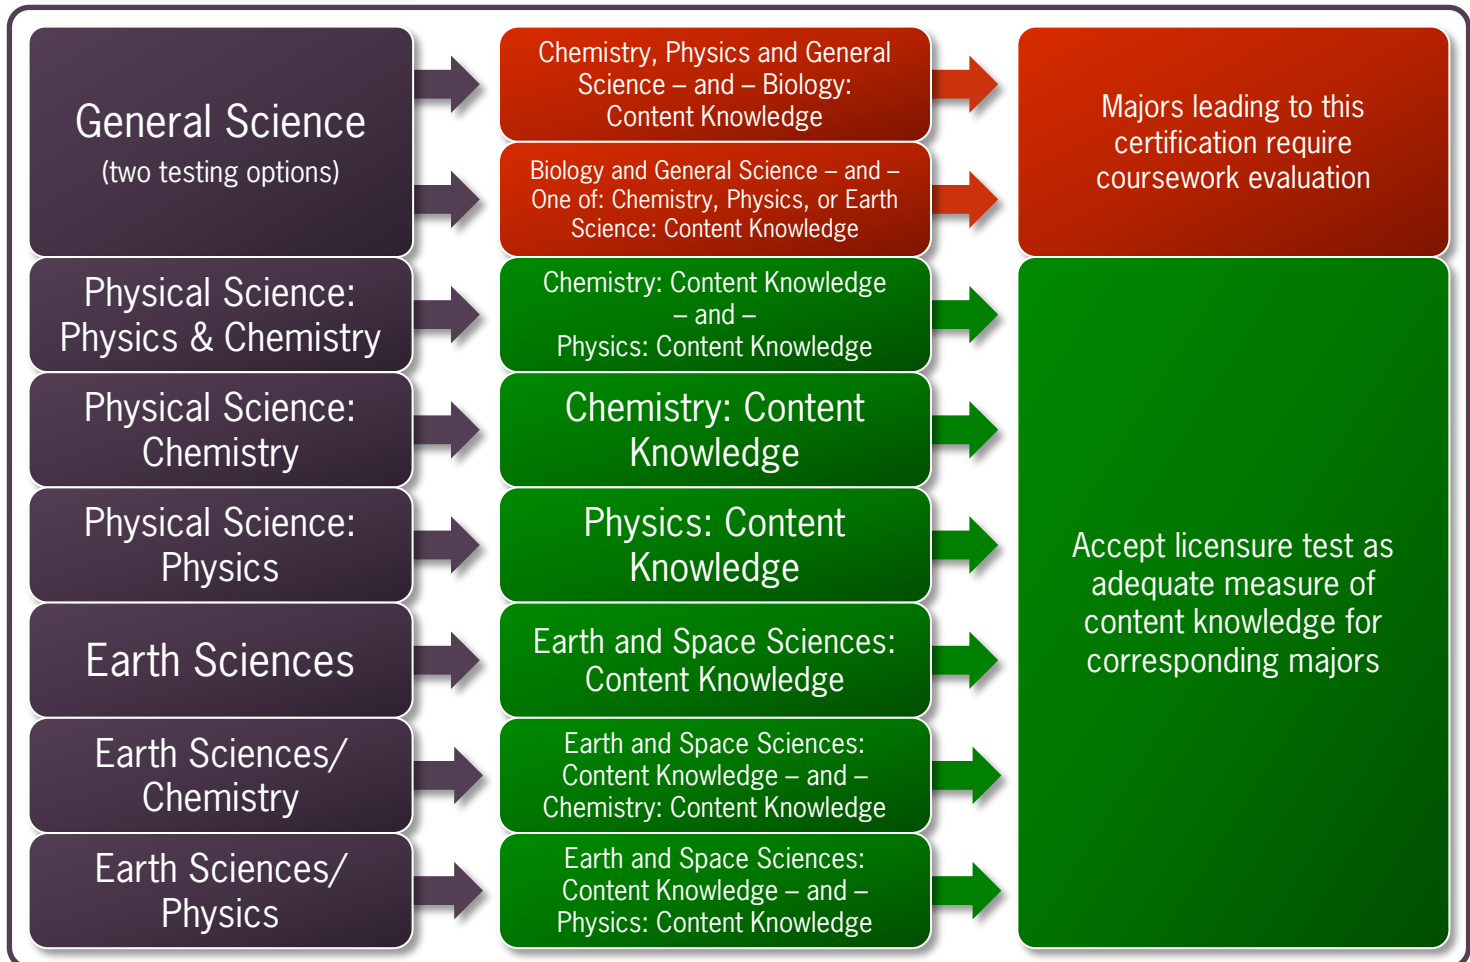 General Science
(two testing options)
Chemistry, Physics and General
Science – and – Biology:
Content Knowledge
Biology and General Science – and –
One of: Chemistry, Physics, or Earth
Science: Content Knowledge
Majors leading to this
certification require
coursework evaluation
Physical Science:
Physics & Chemistry
Chemistry: Content Knowledge
– and –
Physics: Content Knowledge
Physical Science:
Chemistry
Chemistry: Content
Knowledge
Physical Science:
Physics
Physics: Content
Knowledge
Earth Sciences
Earth and Space Sciences:
Content Knowledge
Earth Sciences/
Chemistry
Earth and Space Sciences:
Content Knowledge – and –
Chemistry: Content Knowledge
Earth Sciences/
Physics
Earth and Space Sciences:
Content Knowledge – and –
Physics: Content Knowledge
Accept licensure test as
adequate measure of
content knowledge for
corresponding majors